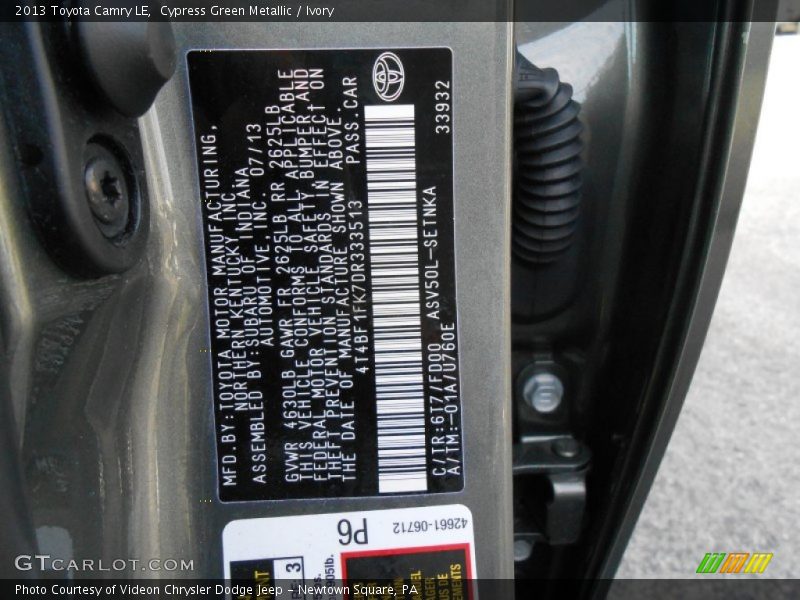 2013 Toyota Camry LE,  Cypress Green Metallic / Ivory
MFD. BY: TOYOTA MOTOR MANUFACTURING,
NORTHERN KENTUCKY, INC.
ASSEMBLED BY: SUBARU OF INDIANA
AUTOMOTIVE, INC. 07/13
GVWR 4630LB GAWR FR 2625LB RR 2625LB
THIS VEHICLE CONFORMS TO ALL APPLICABLE
FEDERAL MOTOR VEHICLE SAFETY, BUMPER AND
THEFT PREVENTION STANDARDS IN EFFECT ON
THE DATE OF MANUFACTURE SHOWN ABOVE.
4T4BF1FK7DR333513 PASS. CAR
C/TR: 6T7/FD00 ASV50L-SETNKA 33932
A/TM: -01A/U760E
42661-06712
P6
3
GTCARLOT.COM
Photo Courtesy of Videon Chrysler Dodge Jeep - Newtown Square, PA